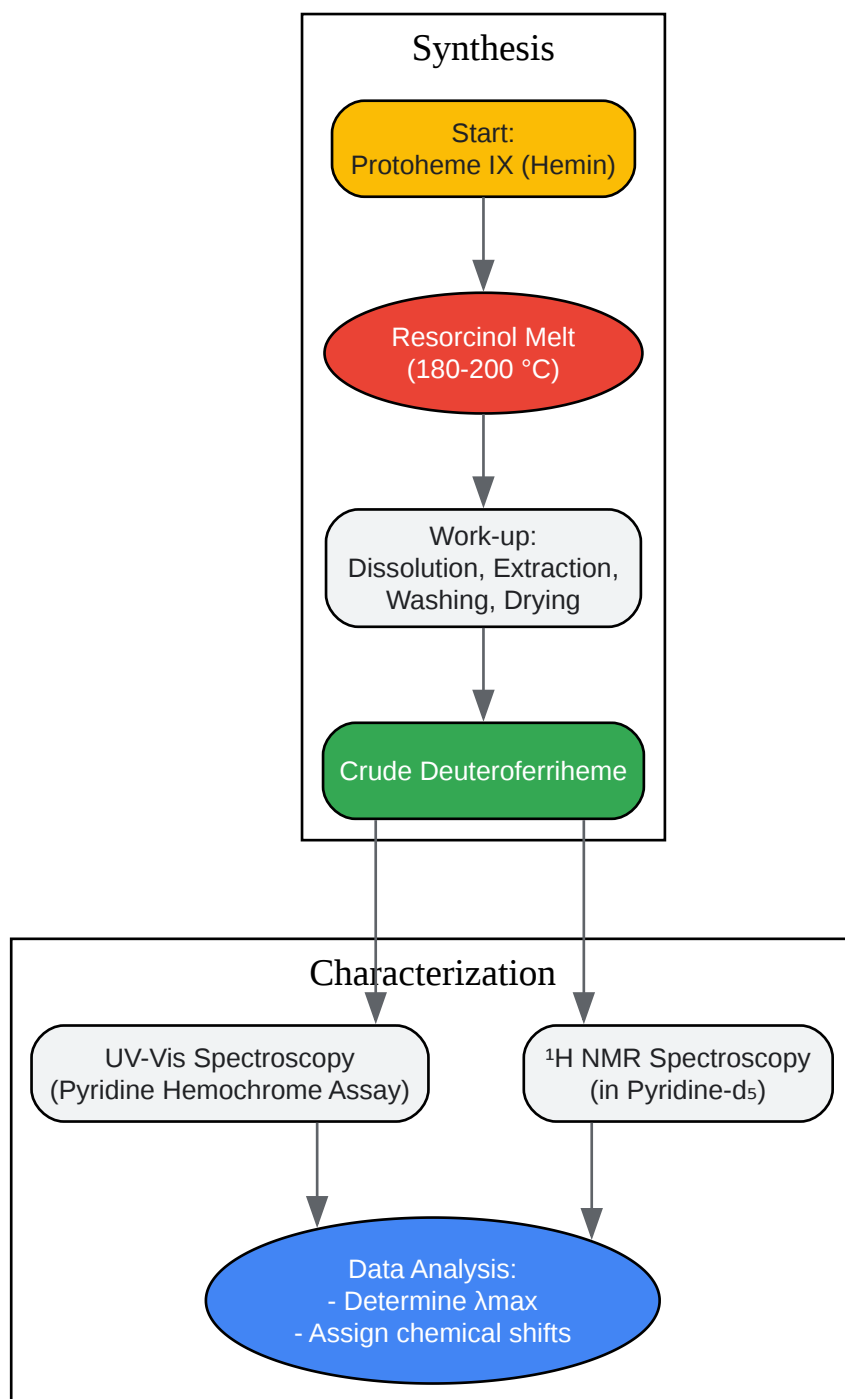 Synthesis
Start:
Protoheme IX (Hemin)
Resorcinol Melt
(180-200 °C)
Work-up:
Dissolution, Extraction,
Washing, Drying
Crude Deuteroferriheme
Characterization
UV-Vis Spectroscopy
(Pyridine Hemochrome Assay)
¹H NMR Spectroscopy
(in Pyridine-d₅)
Data Analysis:
- Determine λmax
- Assign chemical shifts